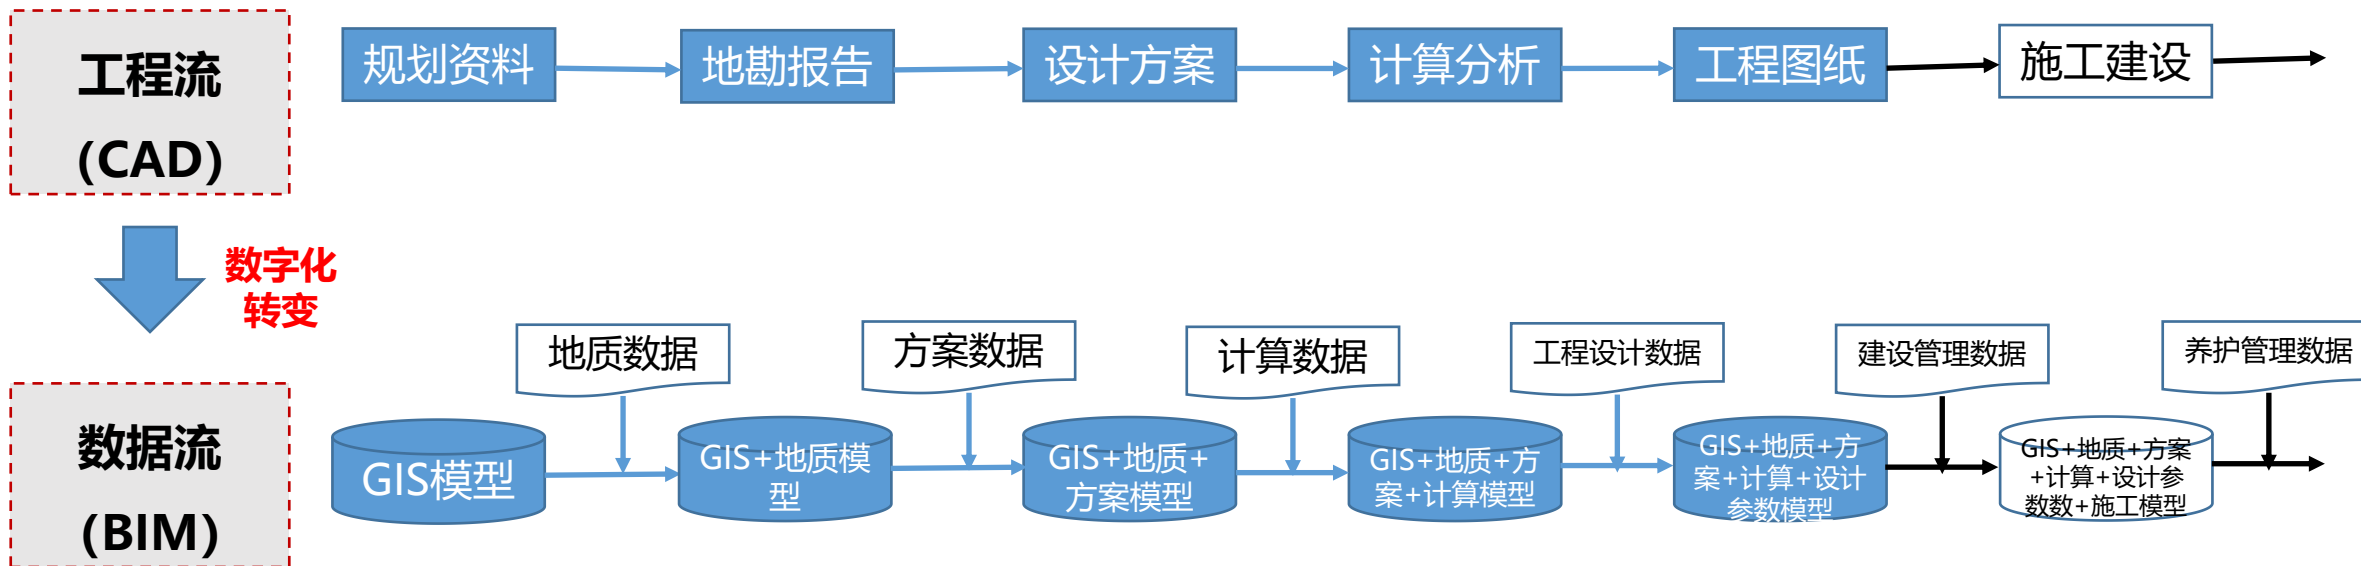 工程流
(CAD)
规划资料
地勘报告
设计方案
计算分析
工程图纸
施工建设
数字化
转变
数据流
(BIM)
地质数据
方案数据
计算数据
工程设计数据
建设管理数据
养护管理数据
GIS模型
GIS+地质模
型
GIS+地质+
方案模型
GIS+地质+方
案+计算模型
GIS+地质+方
案+计算+设计
参数模型
GIS+地质+方案
+计算+设计参
数数+施工模型